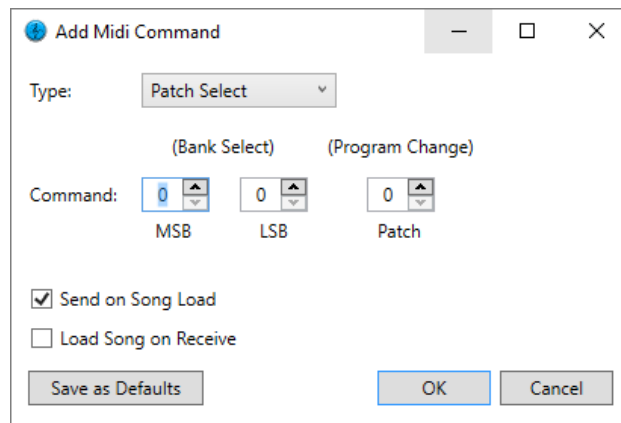 Add Midi Command
Type: Patch Select
(Bank Select) (Program Change)
Command: 0 0 0
MSB LSB Patch
Send on Song Load
Load Song on Receive
Save as Defaults OK Cancel